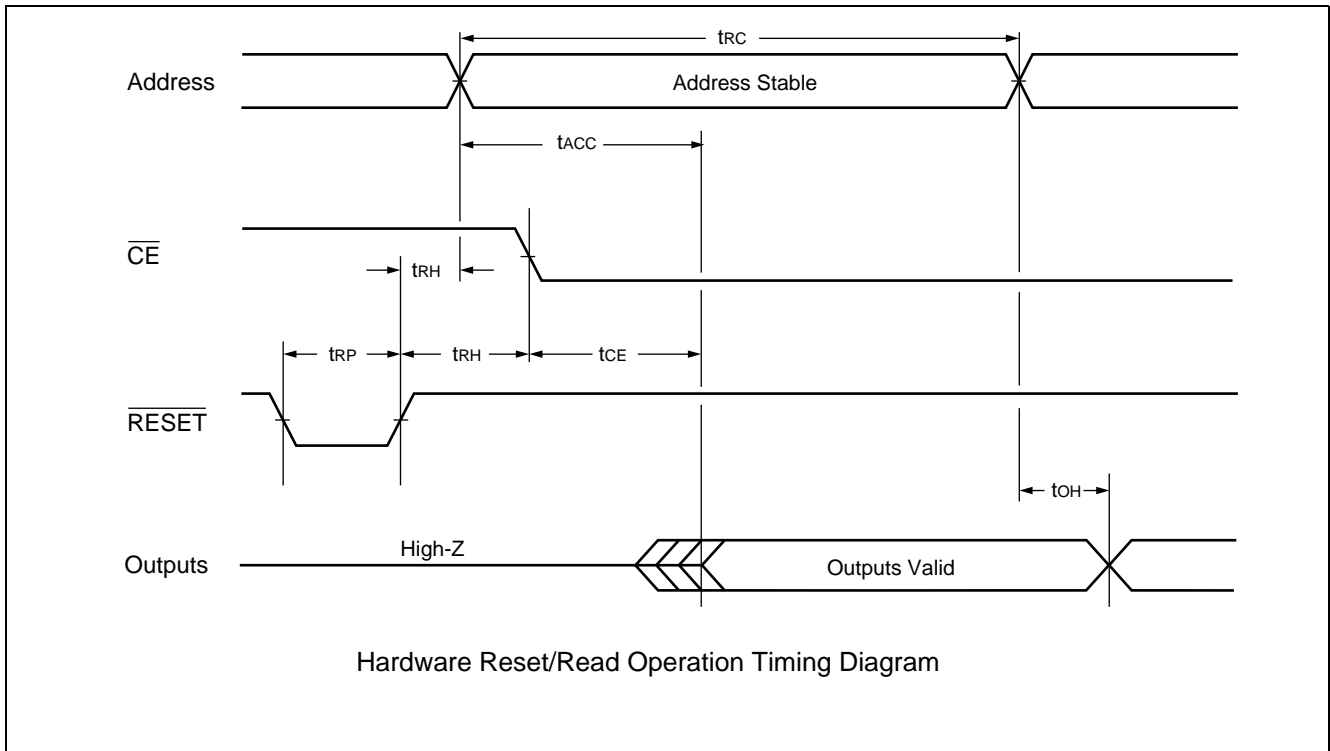 tRC
Address
Address Stable
tACC
CE
tRH
tRP
tRH
tCE
RESET
tOH
High-Z
Outputs
Outputs Valid
Hardware Reset/Read Operation Timing Diagram